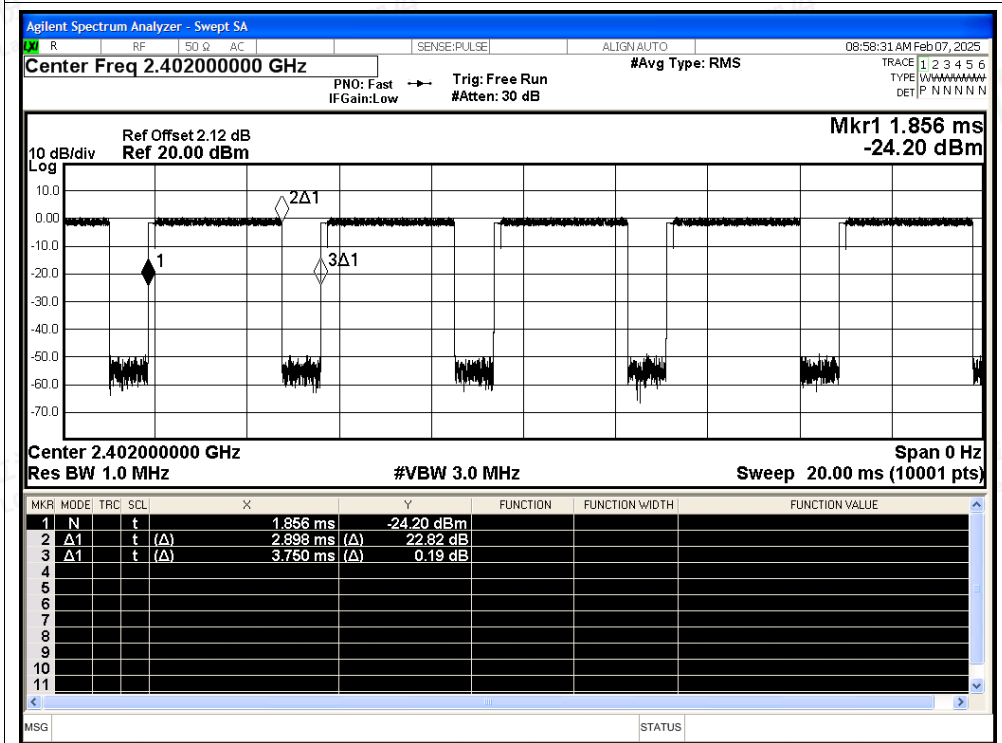 Agilent Spectrum Analyzer - Swept SA
LXI R RF 50 Ω AC SENSE:PULSE ALIGN AUTO 08:58:31 AM Feb 07, 2025
Center Freq 2.402000000 GHz
PNO: Fast
IFGain:Low
Trig: Free Run
#Atten: 30 dB
#Avg Type: RMS
TRACE 1 2 3 4 5 6
TYPE WWWWWW
DET P N N N N N
Mkr1 1.856 ms
-24.20 dBm
Ref Offset 2.12 dB
10 dB/div Ref 20.00 dBm
Log
10.0
0.00
-10.0
-20.0
-30.0
-40.0
-50.0
-60.0
-70.0
2Δ1
1
3Δ1
Center 2.402000000 GHz Span 0 Hz
Res BW 1.0 MHz #VBW 3.0 MHz Sweep 20.00 ms (10001 pts)
MKR MODE TRC SCL X Y FUNCTION FUNCTION WIDTH FUNCTION VALUE
1 N t 1.856 ms -24.20 dBm
2 Δ1 t (Δ) 2.898 ms (Δ) 22.82 dB
3 Δ1 t (Δ) 3.750 ms (Δ) 0.19 dB
4
5
6
7
8
9
10
11
MSG STATUS